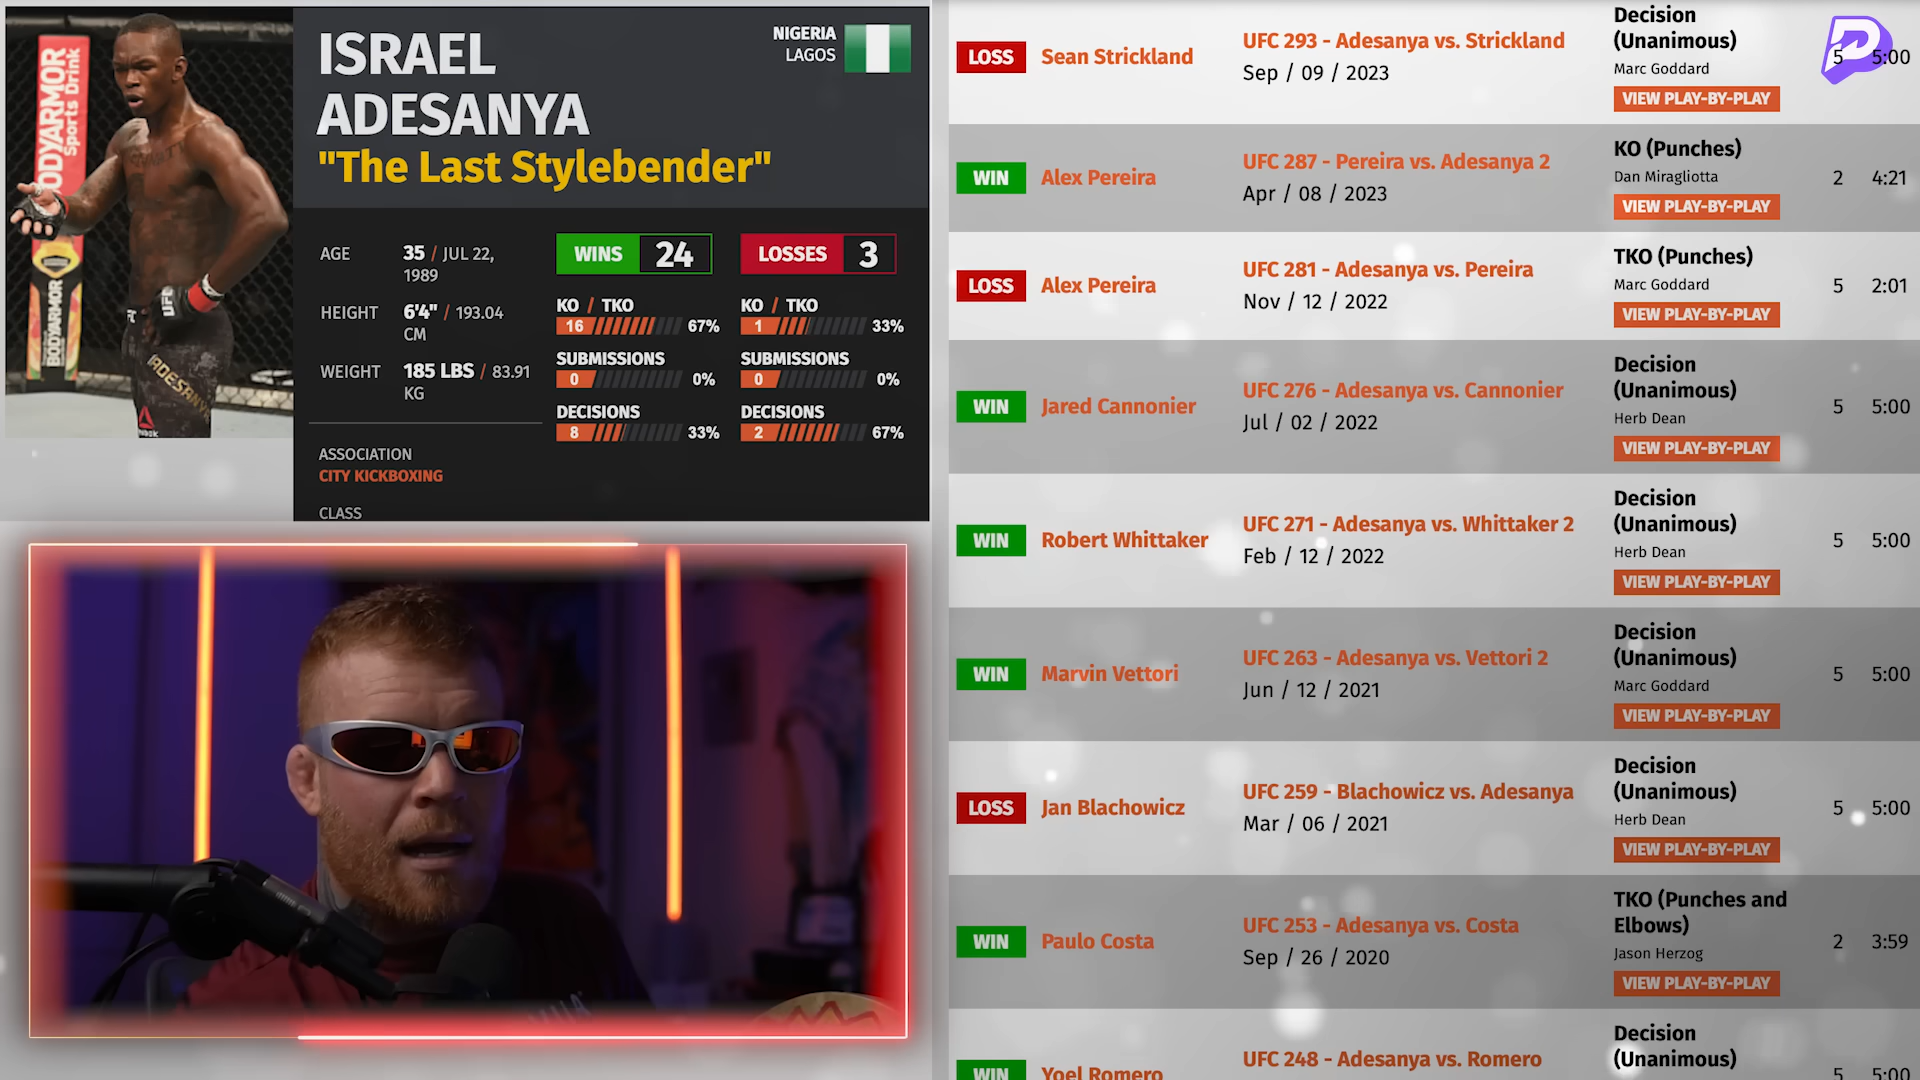 BODYARMOR
Sports Drink
BODYARMOR
UFC
ADESANYA
ISRAEL
ADESANYA
"The Last Stylebender"
NIGERIA
LAGOS
AGE
35 / JUL 22,
1989
HEIGHT
6'4" / 193.04
CM
WEIGHT
185 LBS / 83.91
KG
ASSOCIATION
CITY KICKBOXING
CLASS
WINS 24
KO / TKO
16 67%
SUBMISSIONS
0 0%
DECISIONS
8 33%
LOSSES 3
KO / TKO
1 33%
SUBMISSIONS
0 0%
DECISIONS
2 67%
LOSS
Sean Strickland
UFC 293 - Adesanya vs. Strickland
Sep / 09 / 2023
Decision
(Unanimous)
Marc Goddard
VIEW PLAY-BY-PLAY
5 5:00
WIN
Alex Pereira
UFC 287 - Pereira vs. Adesanya 2
Apr / 08 / 2023
KO (Punches)
Dan Miragliotta
VIEW PLAY-BY-PLAY
2 4:21
LOSS
Alex Pereira
UFC 281 - Adesanya vs. Pereira
Nov / 12 / 2022
TKO (Punches)
Marc Goddard
VIEW PLAY-BY-PLAY
5 2:01
WIN
Jared Cannonier
UFC 276 - Adesanya vs. Cannonier
Jul / 02 / 2022
Decision
(Unanimous)
Herb Dean
VIEW PLAY-BY-PLAY
5 5:00
WIN
Robert Whittaker
UFC 271 - Adesanya vs. Whittaker 2
Feb / 12 / 2022
Decision
(Unanimous)
Herb Dean
VIEW PLAY-BY-PLAY
5 5:00
WIN
Marvin Vettori
UFC 263 - Adesanya vs. Vettori 2
Jun / 12 / 2021
Decision
(Unanimous)
Marc Goddard
VIEW PLAY-BY-PLAY
5 5:00
LOSS
Jan Blachowicz
UFC 259 - Blachowicz vs. Adesanya
Mar / 06 / 2021
Decision
(Unanimous)
Herb Dean
VIEW PLAY-BY-PLAY
5 5:00
WIN
Paulo Costa
UFC 253 - Adesanya vs. Costa
Sep / 26 / 2020
TKO (Punches and
Elbows)
Jason Herzog
VIEW PLAY-BY-PLAY
2 3:59
WIN
Yoel Romero
UFC 248 - Adesanya vs. Romero
Decision
(Unanimous)
5 5:00